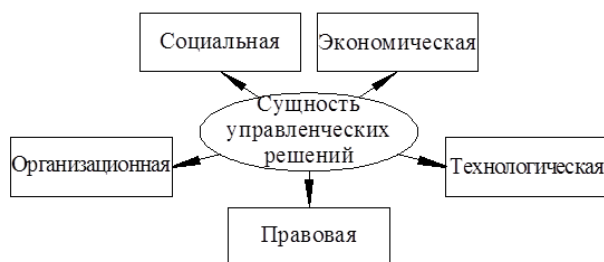 Социальная
Экономическая
Сущность
управленческих
решений
Организационная
Технологическая
Правовая